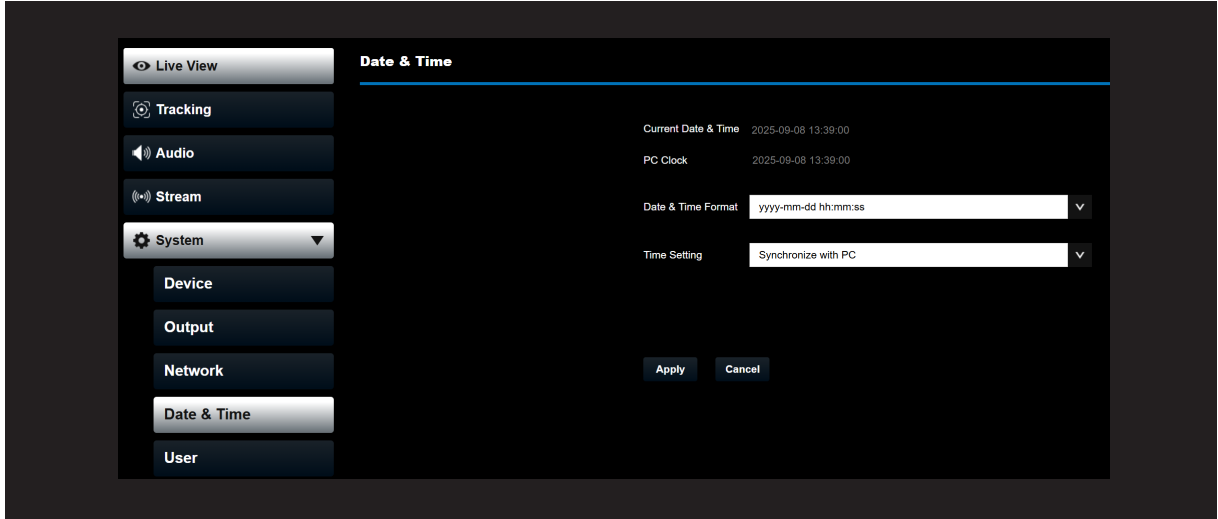 Live View
Tracking
Audio
Stream
System
Device
Output
Network
Date & Time
User
Date & Time
Current Date & Time 2025-09-08 13:39:00
PC Clock 2025-09-08 13:39:00
Date & Time Format yyyy-mm-dd hh:mm:ss
Time Setting Synchronize with PC
Apply Cancel